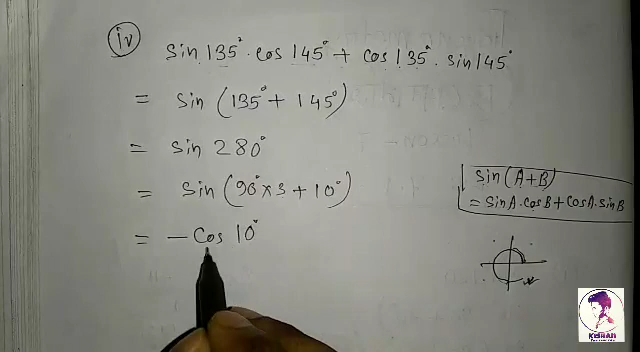 iv
sin 135° · cos 145° + cos 135° · sin 145°
= sin (135° + 145°)
= sin 280°
= sin (90° × 3 + 10°)
= - cos 10°
sin (A+B)
= sinA · cosB + cosA · sinB